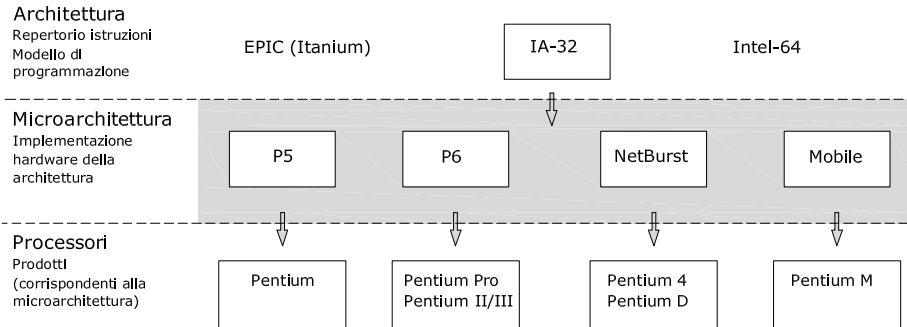 Architettura
Repertorio istruzioni
Modello di
programmazione
EPIC (Itanium)
IA-32
Intel-64
Microarchitettura
Implementazione
hardware della
architettura
P5
P6
NetBurst
Mobile
Processori
Prodotti
(corrispondenti alla
microarchitettura)
Pentium
Pentium Pro
Pentium II/III
Pentium 4
Pentium D
Pentium M